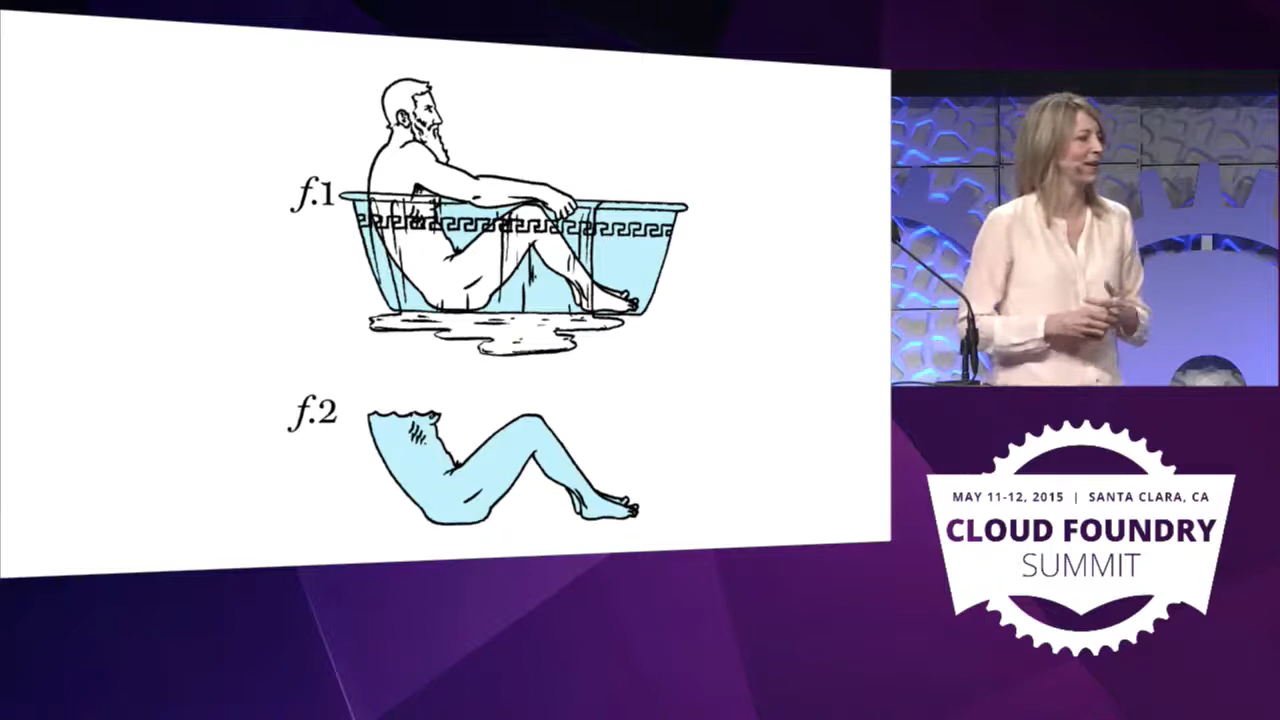 f.1
f.2
MAY 11-12, 2015 | SANTA CLARA, CA
CLOUD FOUNDRY
SUMMIT